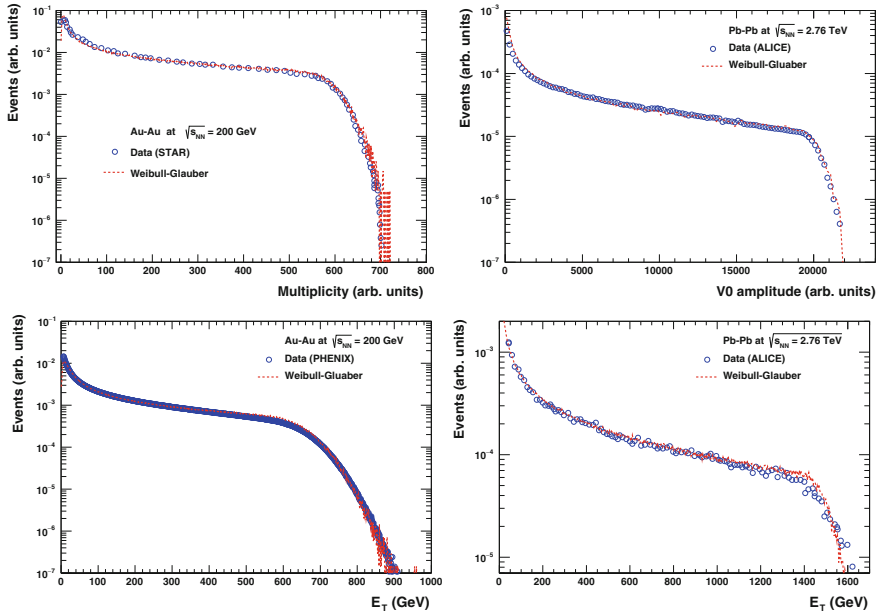 Events (arb. units)
10⁻¹
10⁻²
10⁻³
10⁻⁴
10⁻⁵
10⁻⁶
10⁻⁷
Au-Au at √sNN = 200 GeV
Data (STAR)
Weibull-Glauber
0 100 200 300 400 500 600 700 800
Multiplicity (arb. units)
Events (arb. units)
10⁻³
10⁻⁴
10⁻⁵
10⁻⁶
10⁻⁷
Pb-Pb at √sNN = 2.76 TeV
Data (ALICE)
Weibull-Gluaber
0 5000 10000 15000 20000
V0 amplitude (arb. units)
Events (arb. units)
10⁻¹
10⁻²
10⁻³
10⁻⁴
10⁻⁵
10⁻⁶
10⁻⁷
Au-Au at √sNN = 200 GeV
Data (PHENIX)
Weibull-Gluaber
0 100 200 300 400 500 600 700 800 900 1000
E_T (GeV)
Events (arb. units)
10⁻³
10⁻⁴
10⁻⁵
Pb-Pb at √sNN = 2.76 TeV
Data (ALICE)
Weibull-Glauber
0 200 400 600 800 1000 1200 1400 1600
E_T (GeV)